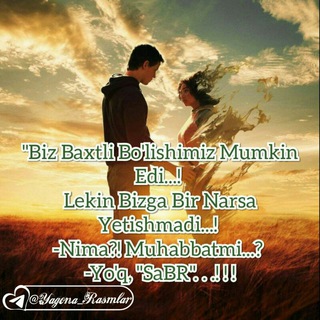 "Biz Baxtli Bo'lishimiz Mumkin
Edi...!
Lekin Bizga Bir Narsa
Yetishmadi...!
-Nima?! Muhabbatmi...?
-Yo'q, "SaBR"...!!!
@Yagona_Rasmlar